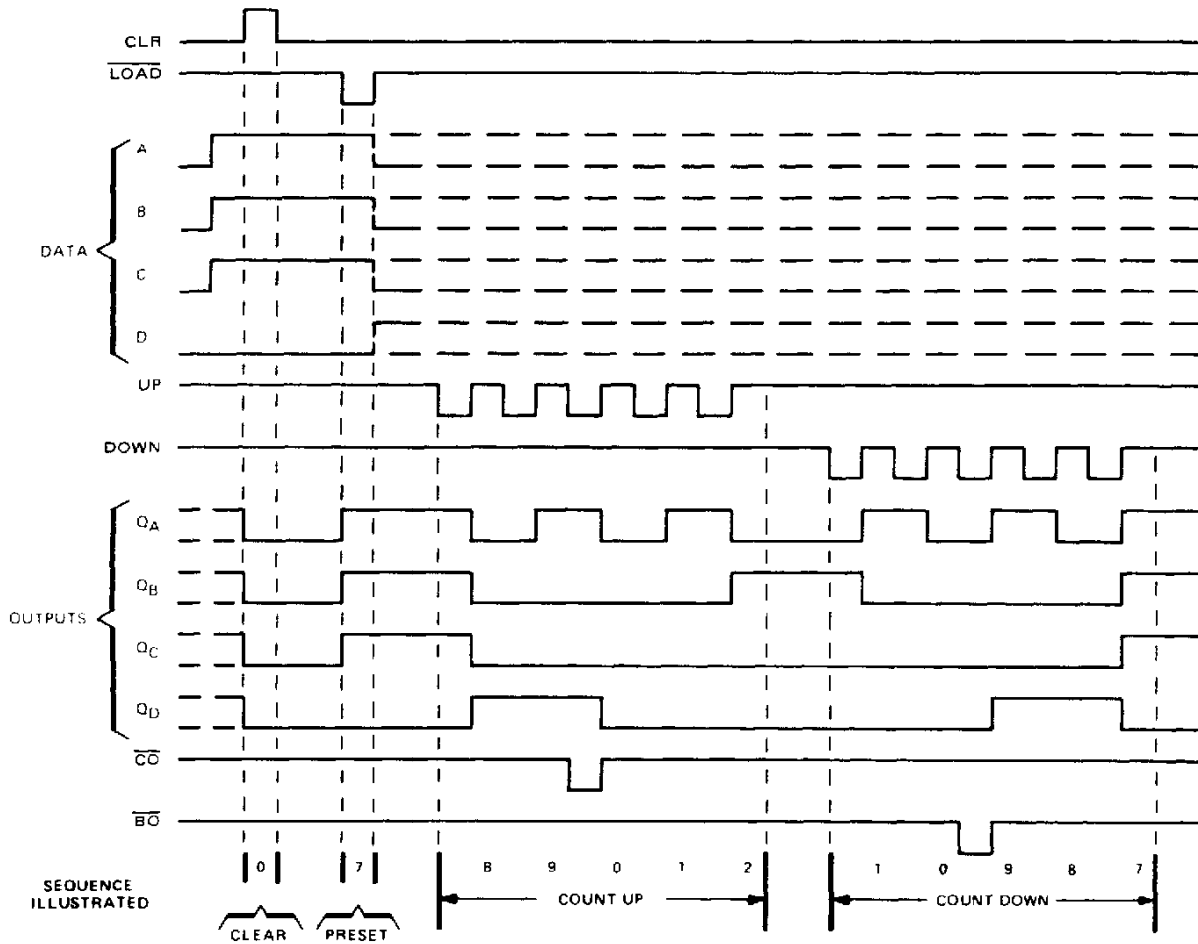 CLR
LOAD
A
B
DATA
C
D
UP
DOWN
QA
QB
OUTPUTS
QC
QD
CO
BO
0 7 8 9 0 1 2 1 0 9 8 7
SEQUENCE
ILLUSTRATED
COUNT UP COUNT DOWN
CLEAR PRESET